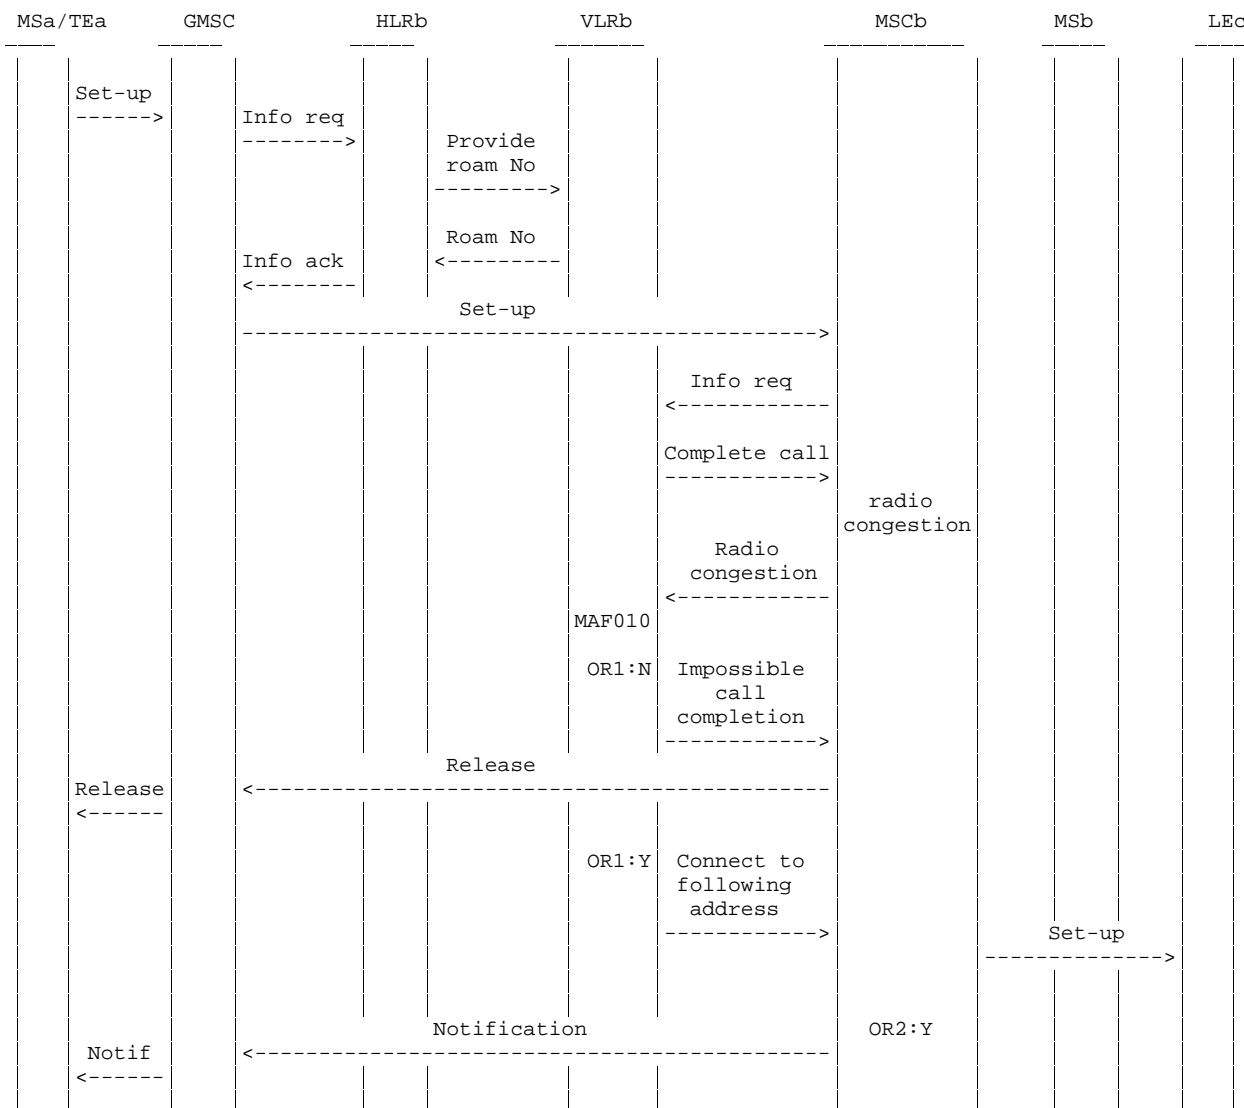 MSa/TEa GMSC HLRb VLRb MSCb MSb LEc
Set-up
------> Info req
--------> Provide
roam No
--------->
Roam No
Info ack <---------
<--------
Set-up
--------------------------------------------->
Info req
<------------
Complete call
------------>
radio
congestion
Radio
congestion
<------------
MAF010
OR1:N Impossible
call
completion
------------>
Release
Release <---------------------------------------------
<------
OR1:Y Connect to
following
address
------------> Set-up
-------------->
Notification OR2:Y
Notif <---------------------------------------------
<------